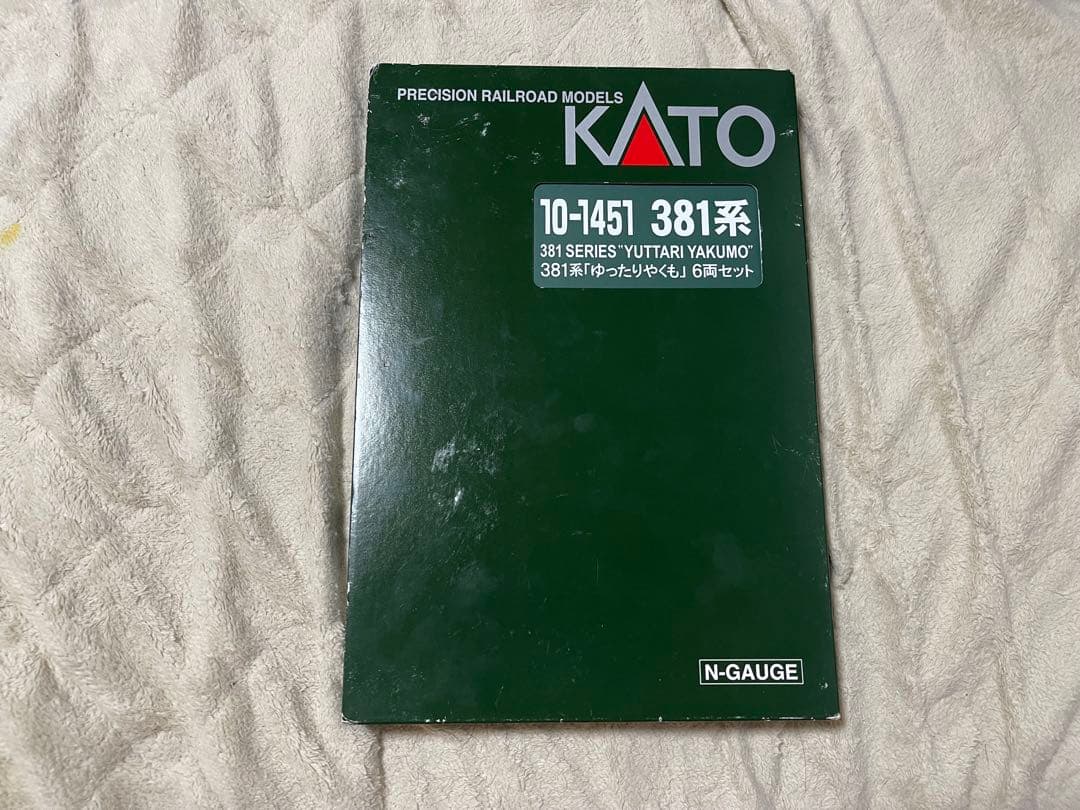 PRECISION RAILROAD MODELS
KATO
10-1451 381系
381 SERIES "YUTTARI YAKUMO"
381系「ゆったりやくも」 6両セット
N-GAUGE